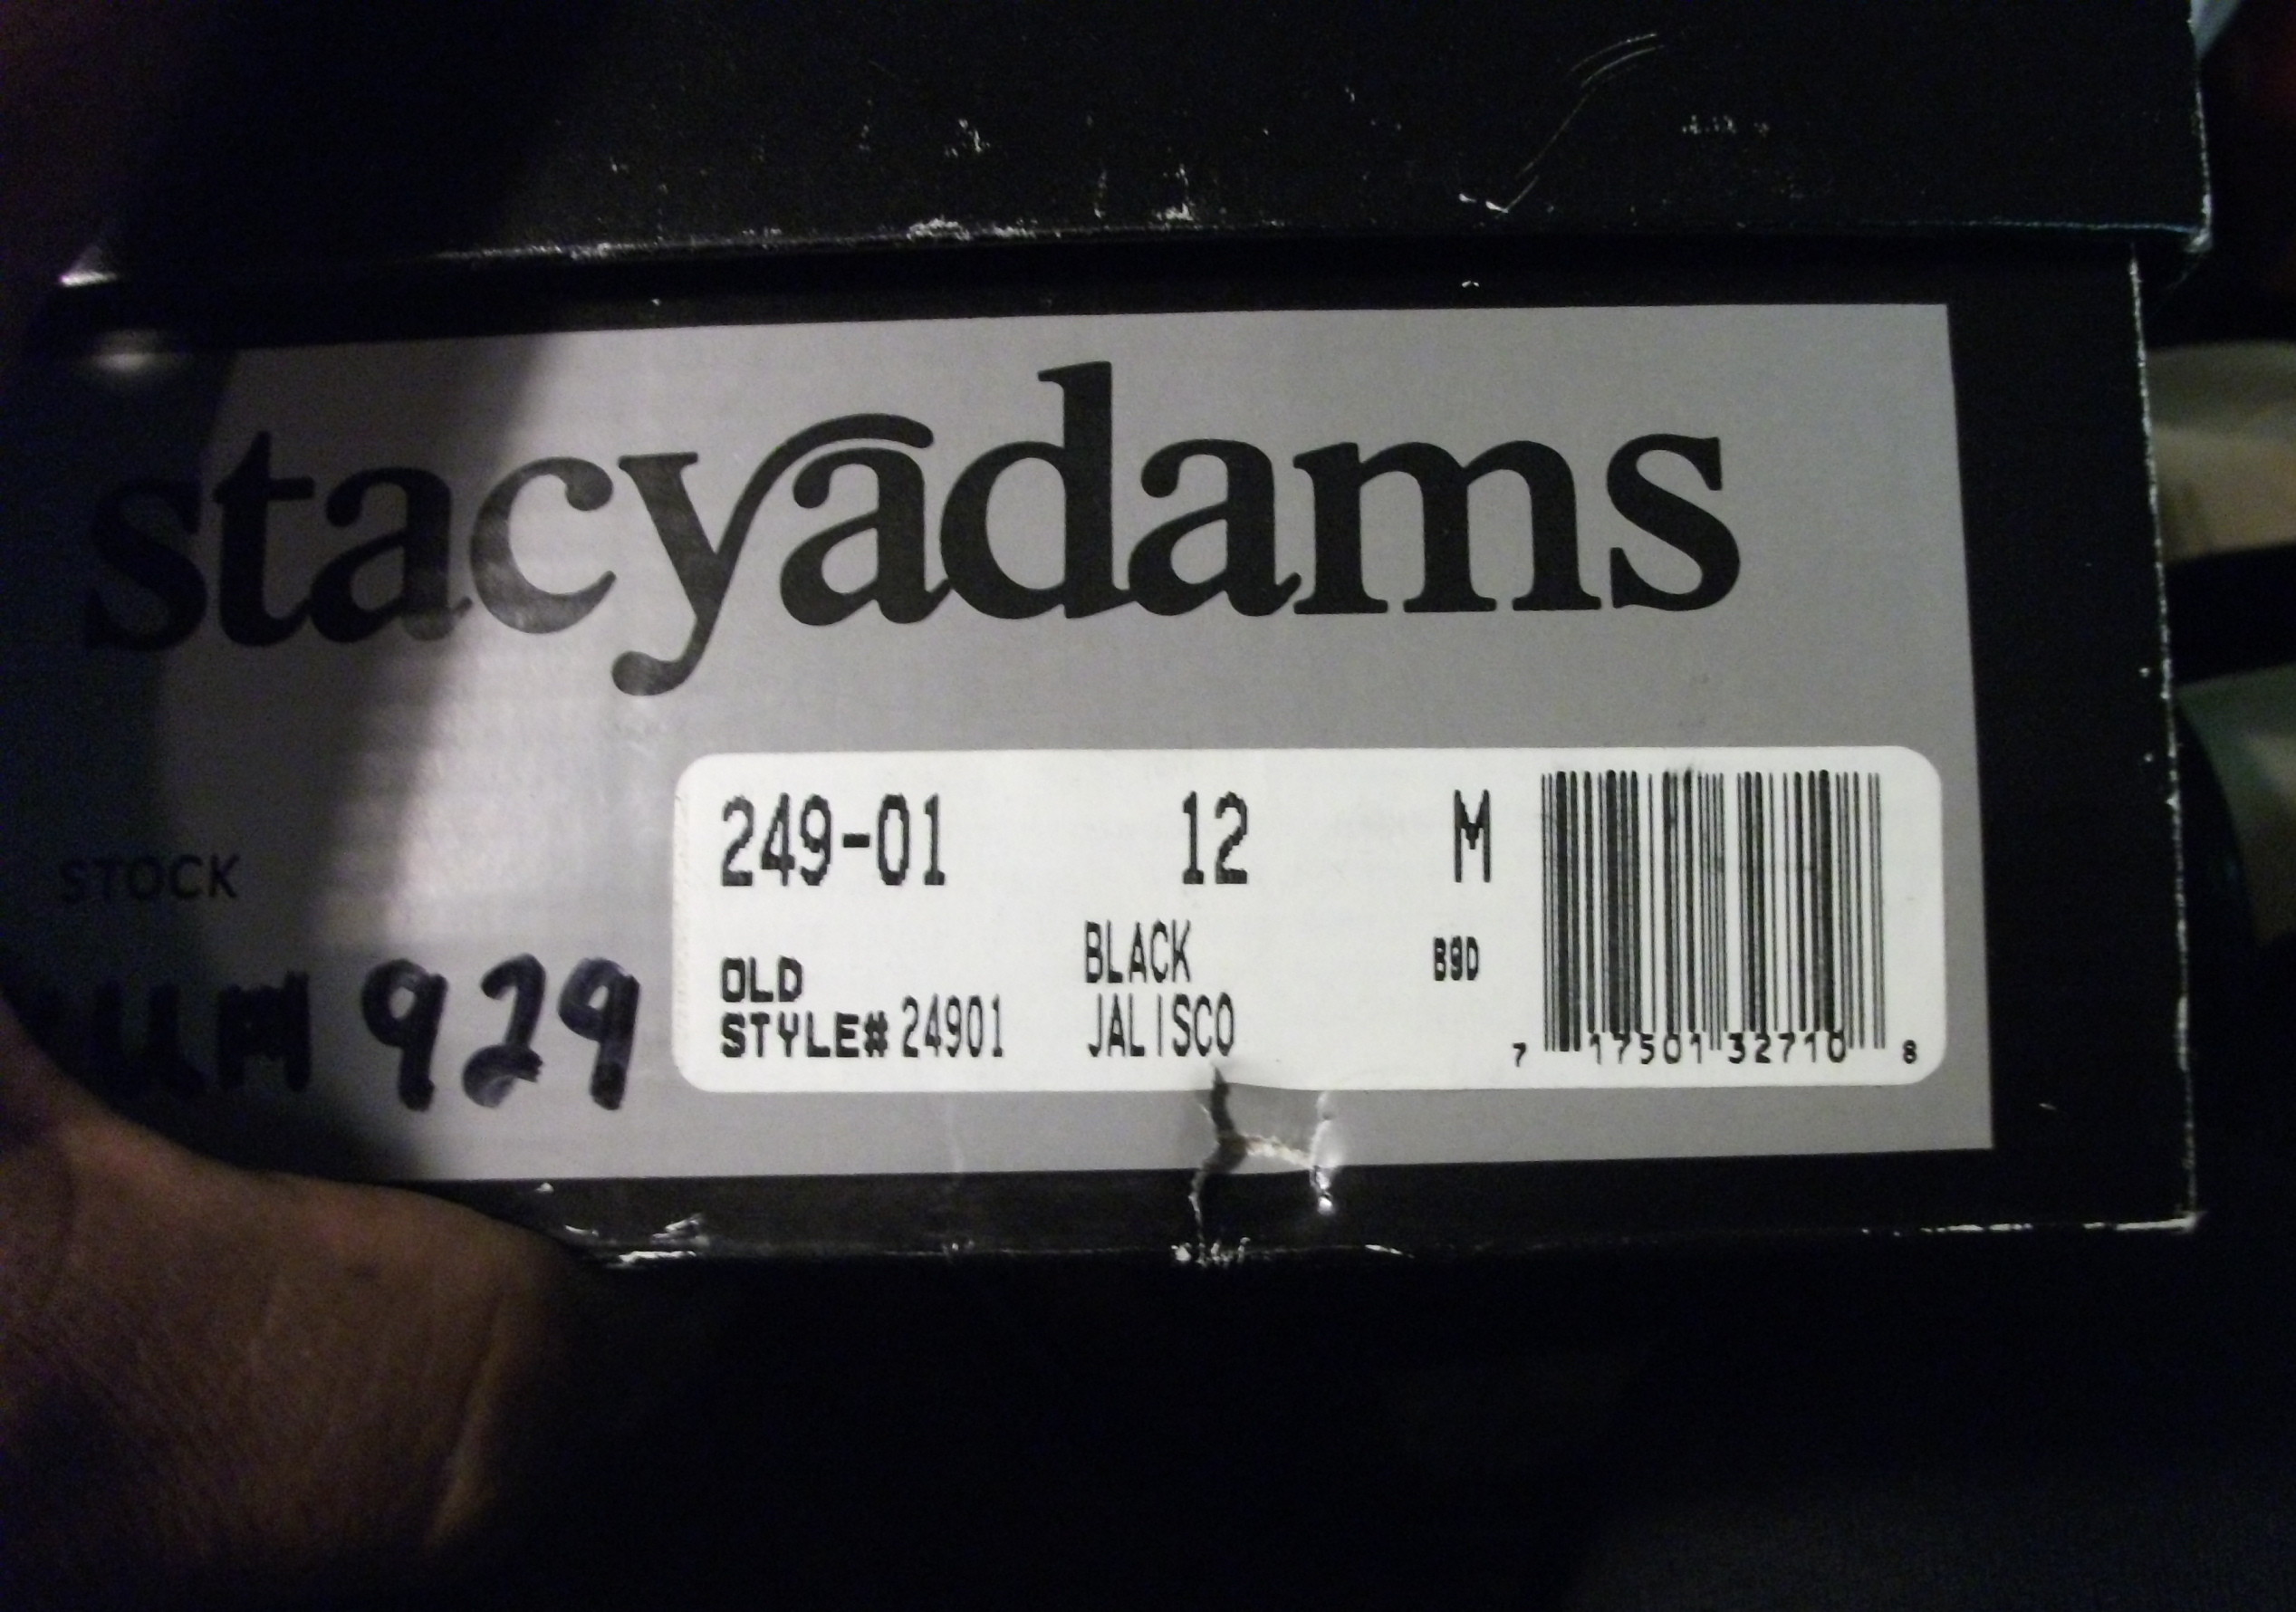 stacyadams
249-01 12 M
BLACK B9D
OLD
STYLE# 24901 JALISCO
7 17501 32710 8
STOCK
929